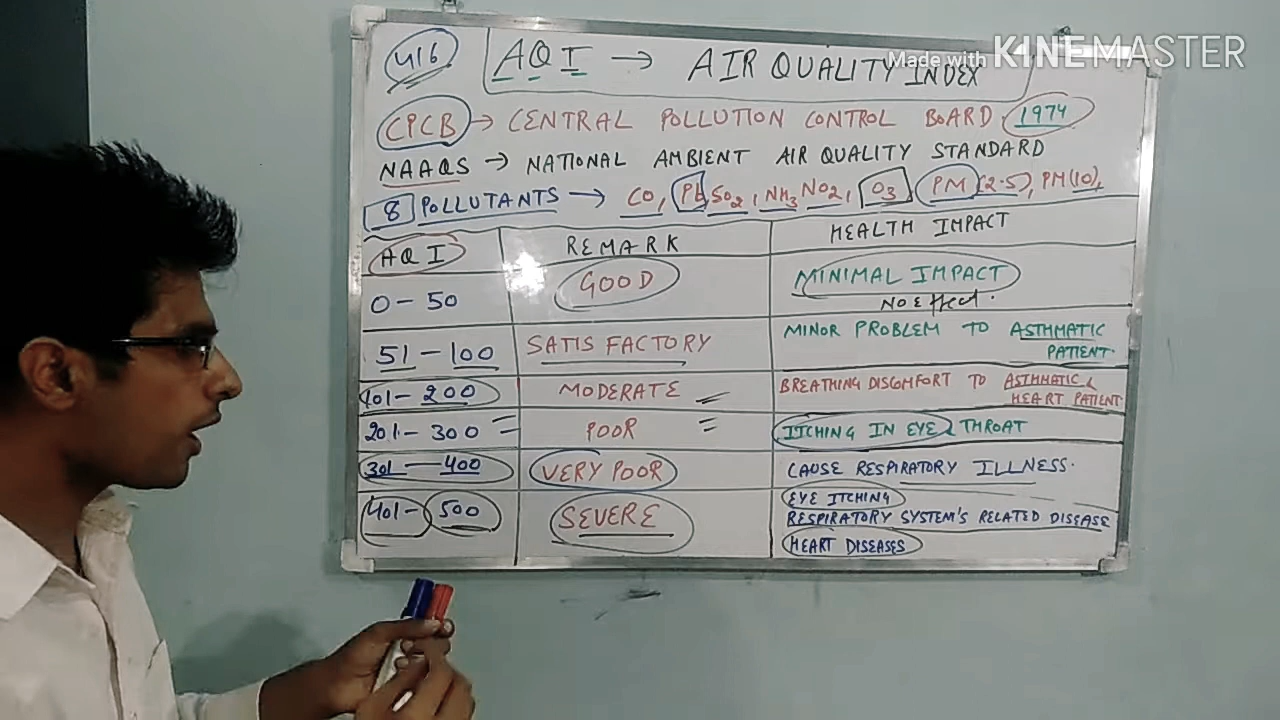 416 AQI → AIR QUALITY INDEX
Made with KINEMASTER
CPCB → CENTRAL POLLUTION CONTROL BOARD. 1974
NAAQS → NATIONAL AMBIENT AIR QUALITY STANDARD
8 POLLUTANTS → CO, Pb SO2, NH3 NO2, O3 PM (2.5), PM(10),
AQI REMARK HEALTH IMPACT
0 - 50 GOOD MINIMAL IMPACT
NO Effect.
51 - 100 SATISFACTORY MINOR PROBLEM TO ASTHMATIC
PATIENT.
101 - 200 MODERATE BREATHING DISCOMFORT TO ASTHMATIC &
HEART PATIENT.
201 - 300 POOR ITCHING IN EYE & THROAT
301 - 400 VERY POOR CAUSE RESPIRATORY ILLNESS.
401 - 500 SEVERE EYE ITCHING
RESPIRATORY SYSTEM'S RELATED DISEASE
HEART DISEASES